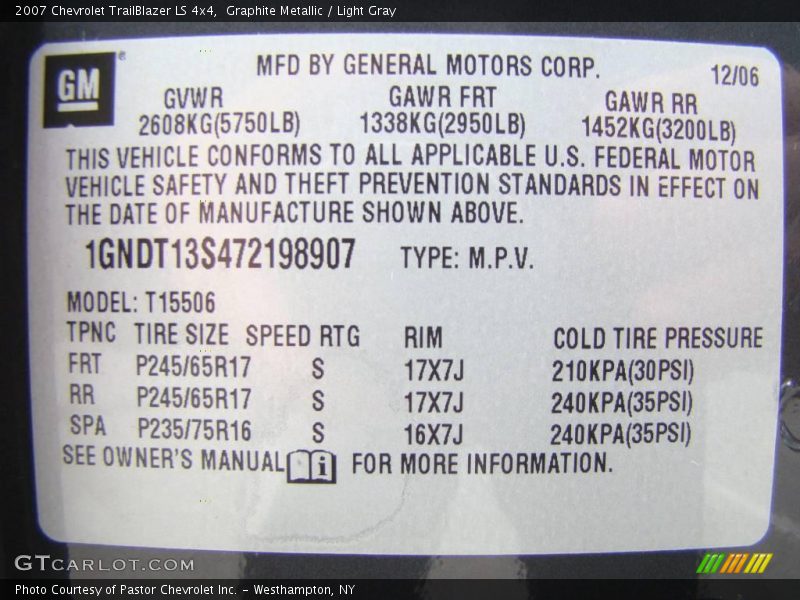 2007 Chevrolet TrailBlazer LS 4x4,  Graphite Metallic / Light Gray
GM
®
MFD BY GENERAL MOTORS CORP.
12/06
GVWR GAWR FRT GAWR RR
2608KG(5750LB) 1338KG(2950LB) 1452KG(3200LB)
THIS VEHICLE CONFORMS TO ALL APPLICABLE U.S. FEDERAL MOTOR
VEHICLE SAFETY AND THEFT PREVENTION STANDARDS IN EFFECT ON
THE DATE OF MANUFACTURE SHOWN ABOVE.
1GNDT13S472198907 TYPE: M.P.V.
MODEL: T15506
TPNC TIRE SIZE SPEED RTG RIM COLD TIRE PRESSURE
FRT P245/65R17 S 17X7J 210KPA(30PSI)
RR P245/65R17 S 17X7J 240KPA(35PSI)
SPA P235/75R16 S 16X7J 240KPA(35PSI)
SEE OWNER'S MANUAL i FOR MORE INFORMATION.
GTcarlot.com
Photo Courtesy of Pastor Chevrolet Inc. – Westhampton, NY